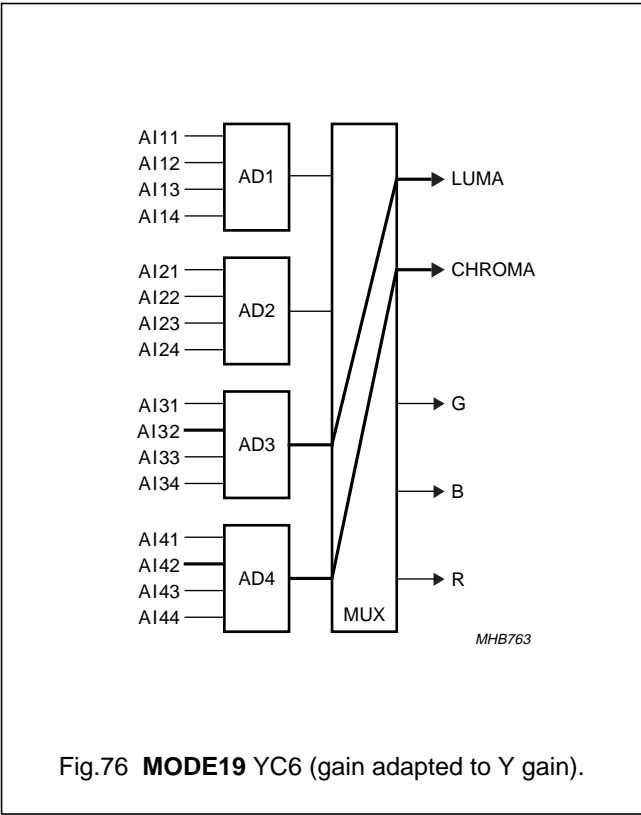 AI11
AI12
AI13
AI14
AD1
AI21
AI22
AI23
AI24
AD2
AI31
AI32
AI33
AI34
AD3
AI41
AI42
AI43
AI44
AD4
MUX
LUMA
CHROMA
G
B
R
MHB763
Fig.76 MODE19 YC6 (gain adapted to Y gain).